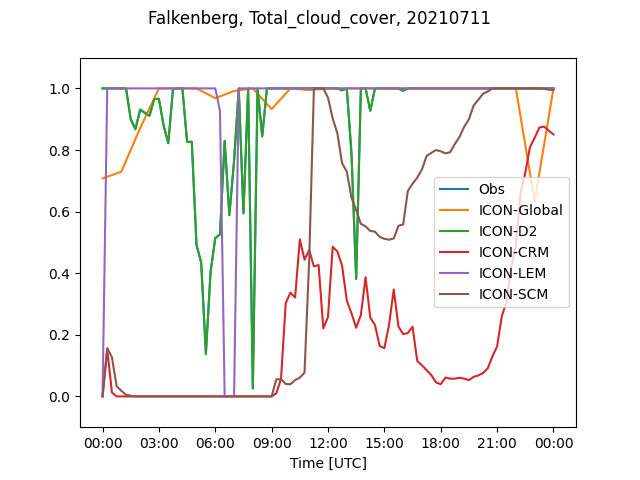 Falkenberg, Total_cloud_cover, 20210711
1.0
0.8
0.6
0.4
0.2
0.0
Obs
ICON-Global
ICON-D2
ICON-CRM
ICON-LEM
ICON-SCM
00:00 03:00 06:00 09:00 12:00 15:00 18:00 21:00 00:00
Time [UTC]